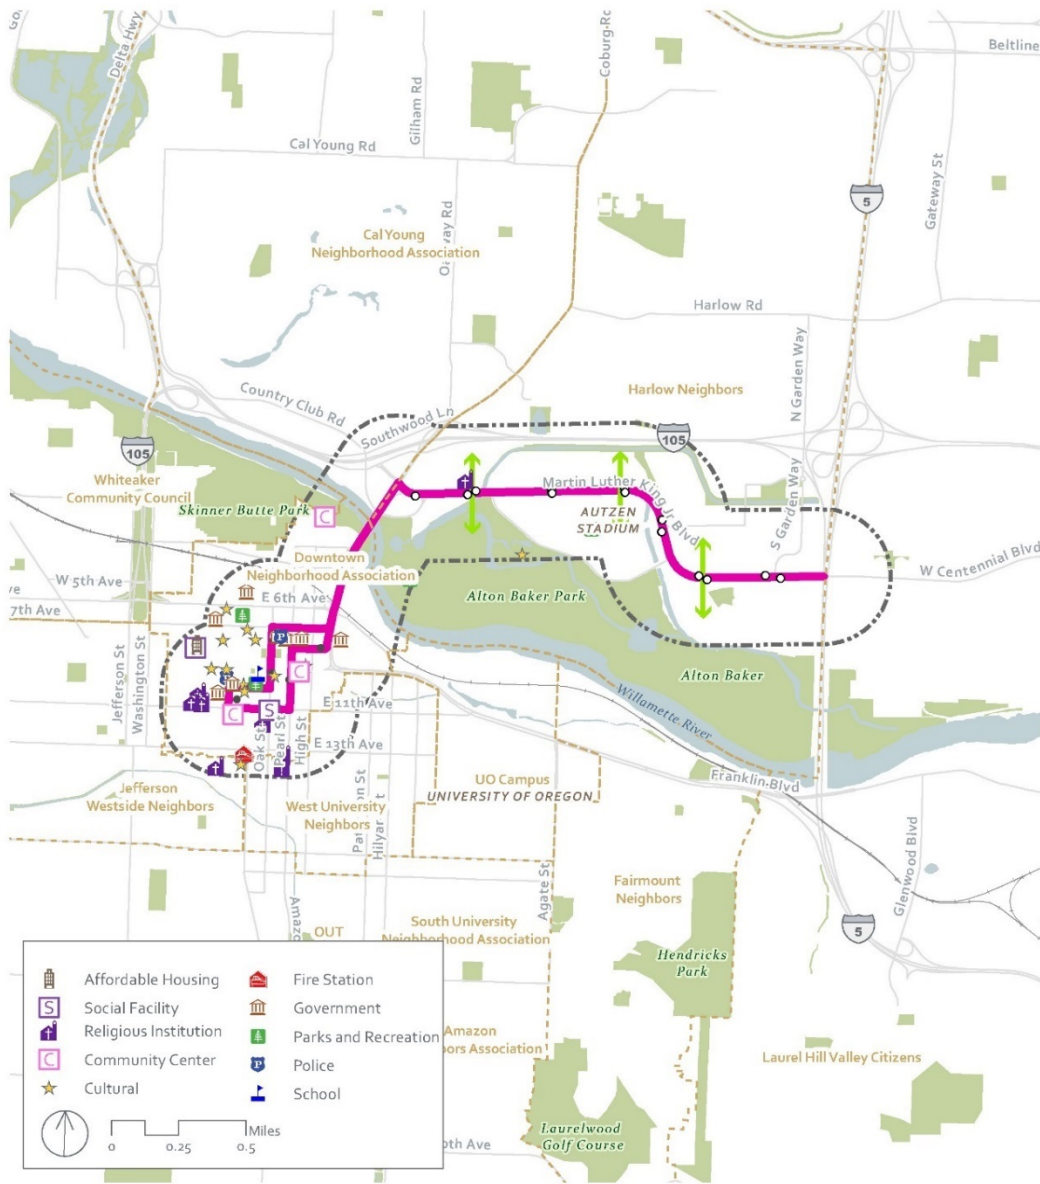 Delta Hwy
Coburg Rd
Beltline
Gilham Rd
Cal Young Rd
Gateway St
5
Cal Young
Neighborhood Association
Harlow Rd
N Garden Way
Harlow Neighbors
Country Club Rd
Southwood Ln
105
105
Whiteaker
Community Council
Skinner Butte Park
C
Martin Luther King Jr Blvd
AUTZEN
STADIUM
S Garden Way
W Centennial Blvd
Downtown
Neighborhood Association
W 5th Ave
E 6th Ave
7th Ave
Alton Baker Park
Alton Baker
P
C
Jefferson St
Washington St
C
S
E 11th Ave
Willamette River
Oak St
Pearl St
High St
E 13th Ave
Franklin Blvd
UO Campus
UNIVERSITY OF OREGON
Jefferson
Westside Neighbors
West University
Neighbors
Agate St
Glenwood Blvd
Fairmount
Neighbors
5
South University
Neighborhood Association
OUT
Hendricks
Park
Amazon
Laurel Hill Valley Citizens
Laurelwood
Golf Course
Affordable Housing
Fire Station
S Social Facility
Government
Religious Institution
Parks and Recreation
C Community Center
P Police
Cultural
School
Miles
0 0.25 0.5